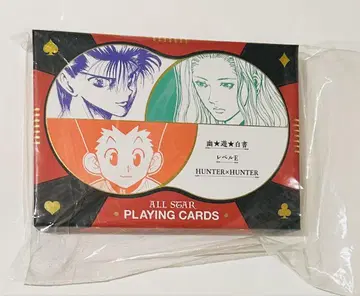 幽★遊★白書
レベルE
HUNTER×HUNTER
ALL STAR
PLAYING CARDS